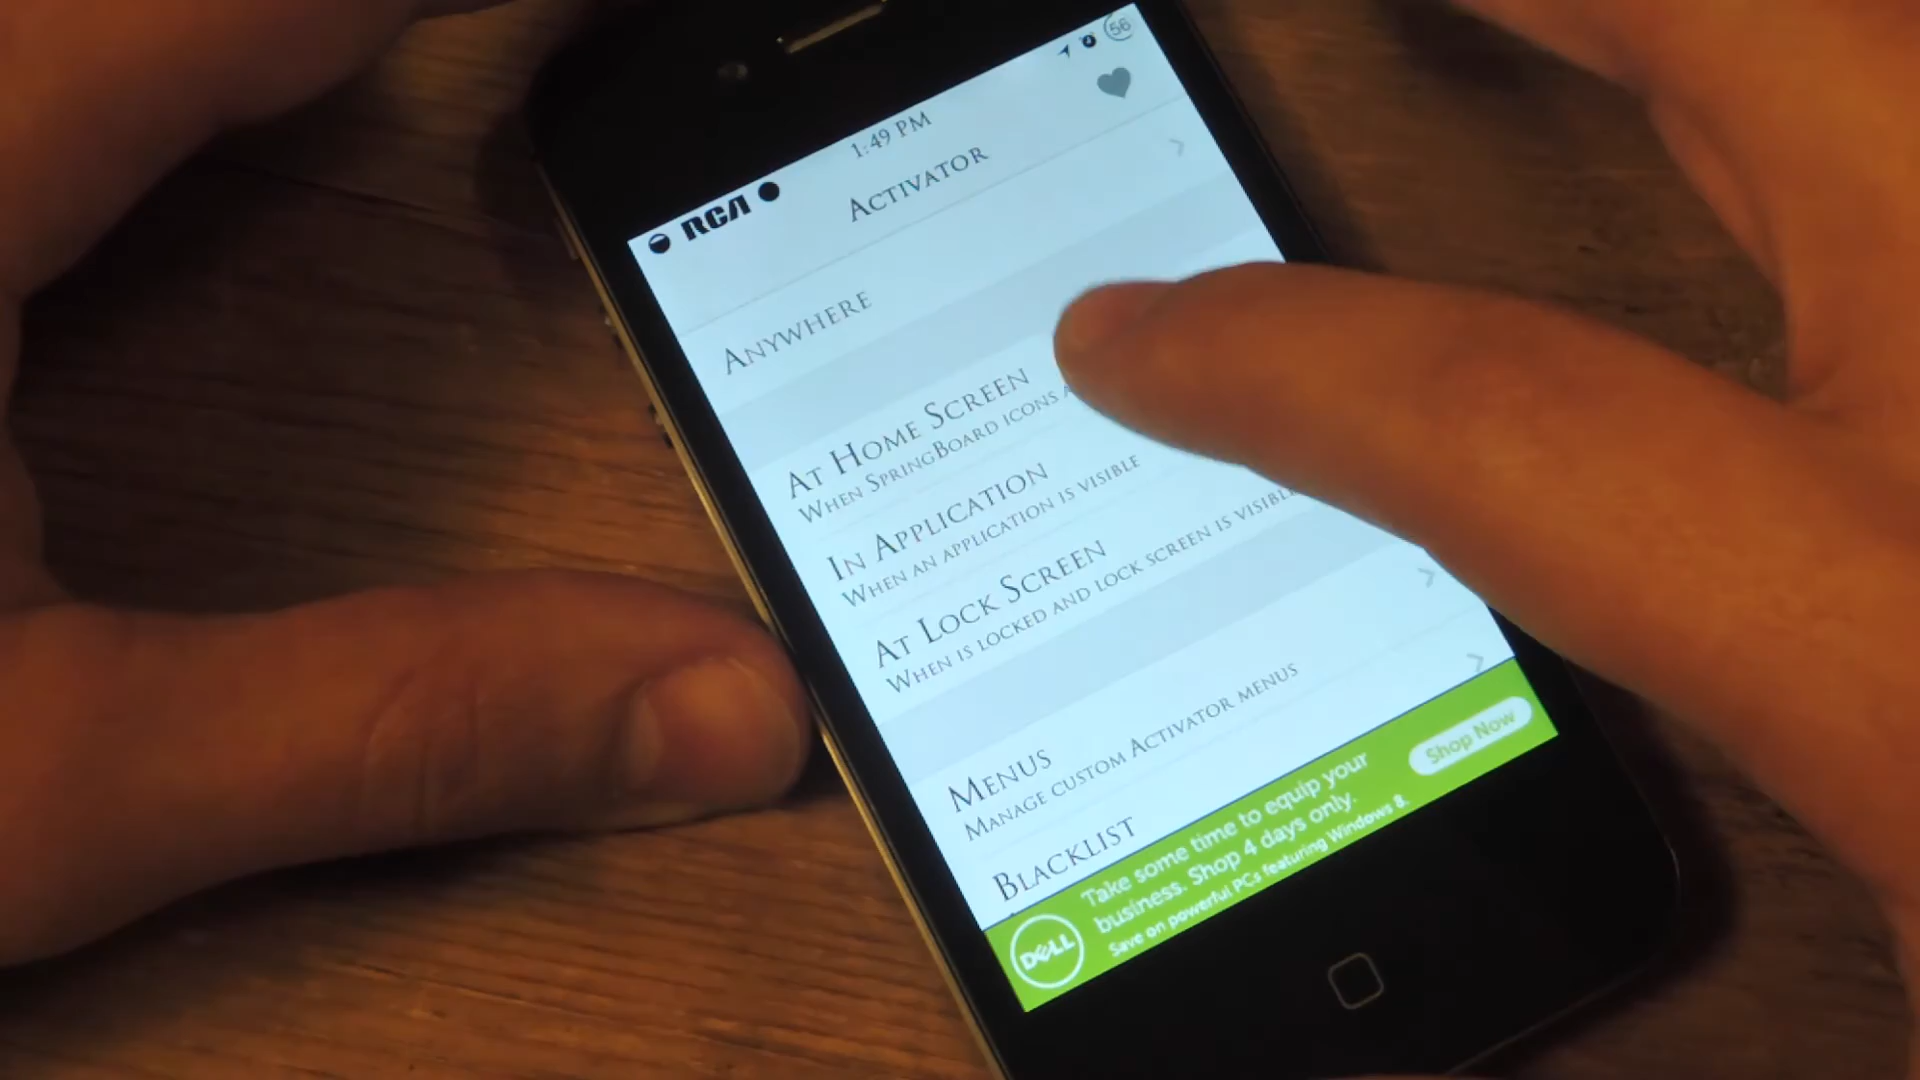 RCA
1:49 PM
56
ACTIVATOR
ANYWHERE
AT HOME SCREEN
WHEN SPRINGBOARD ICONS
IN APPLICATION
WHEN AN APPLICATION IS VISIBLE
AT LOCK SCREEN
WHEN IS LOCKED AND LOCK SCREEN IS VISIBLE
MENUS
MANAGE CUSTOM ACTIVATOR MENUS
BLACKLIST
DELL
Take some time to equip your
business. Shop 4 days only.
Save on powerful PCs featuring Windows 8.
Shop Now